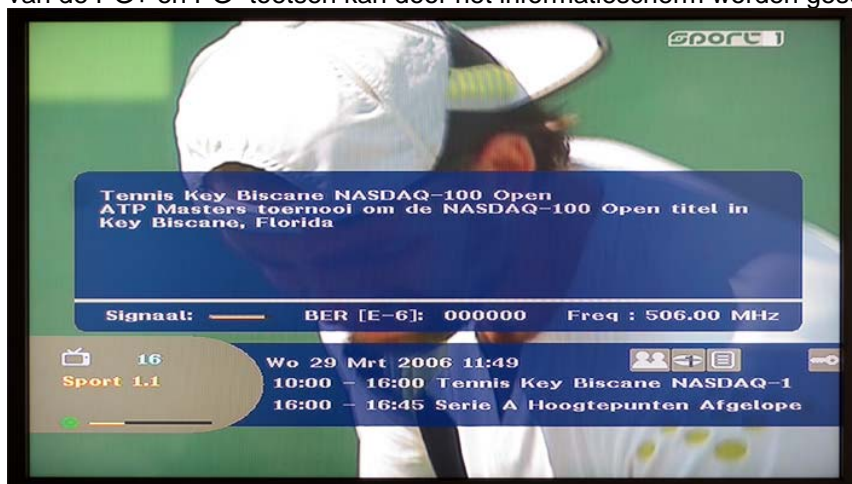 van de en toetsen kan door het informatiescherm worden
sport 1
Tennis Key Biscane NASDAQ-100 Open
ATP Masters toernooi om de NASDAQ-100 Open titel in
Key Biscane, Florida
Signaal: BER [E-6]: 000000 Freq : 506.00 MHz
16
Sport 1.1
Wo 29 Mrt 2006 11:49
10:00 - 16:00 Tennis Key Biscane NASDAQ-1
16:00 - 16:45 Serie A Hoogtepunten Afgelope